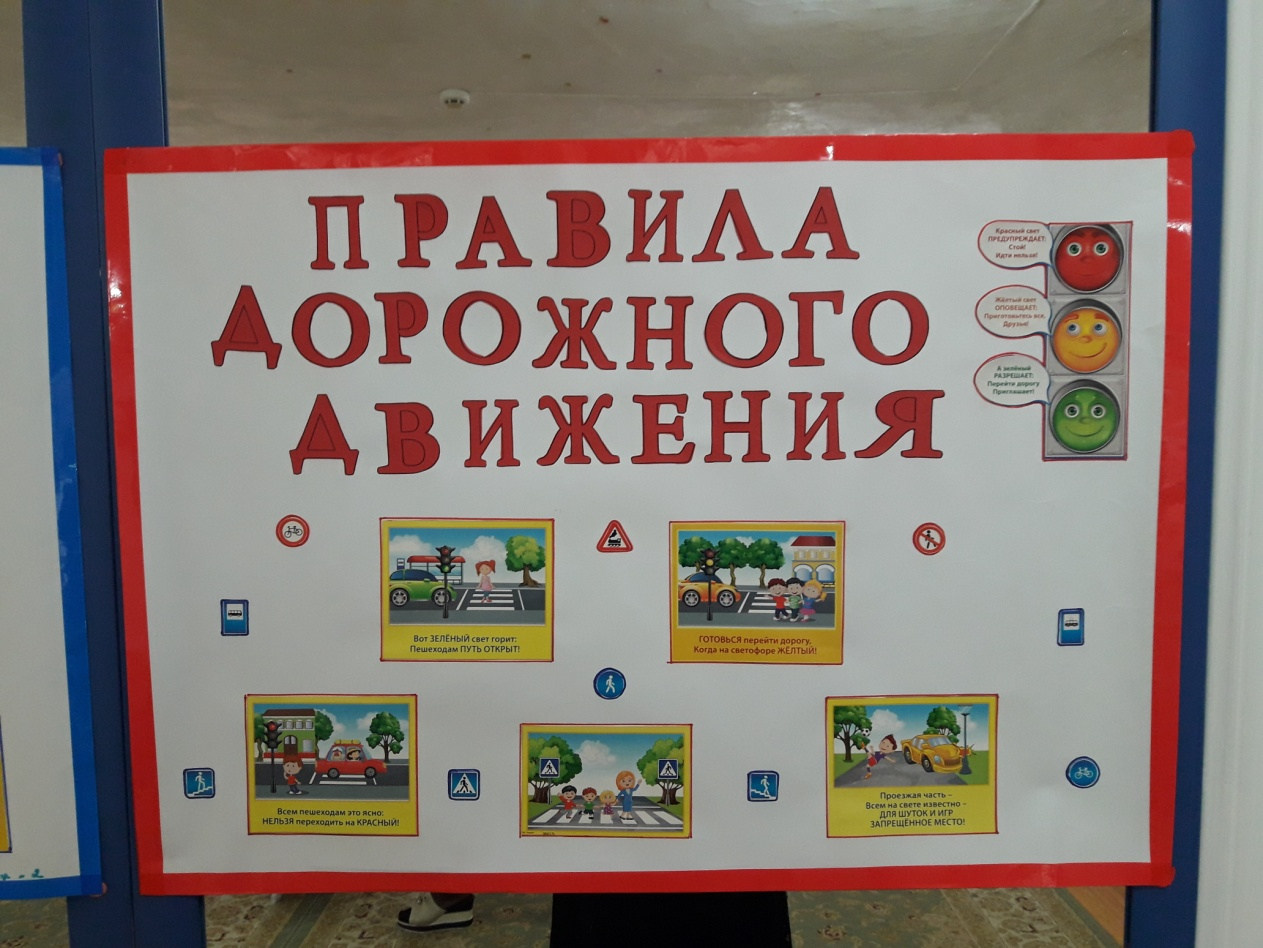 ПРАВИЛА
ДОРОЖНОГО
ДВИЖЕНИЯ
Красный свет
ПРЕДУПРЕЖДАЕТ:
Стой!
Идти нельзя!
Жёлтый свет
ОПОВЕЩАЕТ:
Приготовьтесь все,
Друзья!
А зелёный
РАЗРЕШАЕТ:
Перейти дорогу
Приглашает!
Вот ЗЕЛЁНЫЙ свет горит:
Пешеходам ПУТЬ ОТКРЫТ!
ГОТОВЬСЯ перейти дорогу,
Когда на светофоре ЖЁЛТЫЙ!
Всем пешеходам это ясно:
НЕЛЬЗЯ переходить на КРАСНЫЙ!
Проезжая часть –
Всем на свете известно -
ДЛЯ ШУТОК И ИГР
ЗАПРЕЩЁННОЕ МЕСТО!